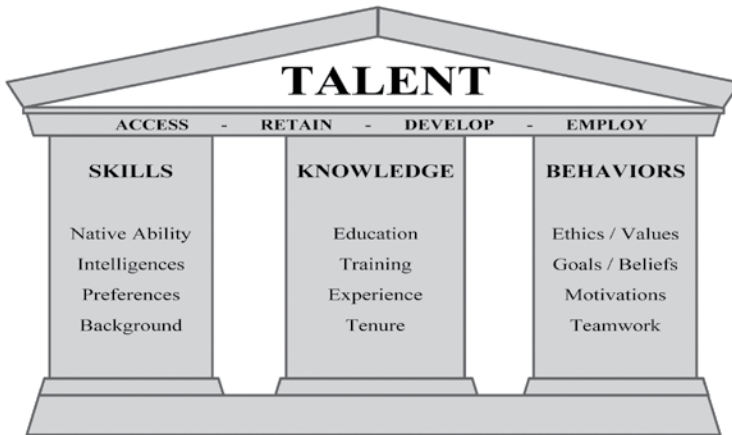 TALENT
ACCESS - RETAIN - DEVELOP - EMPLOY
SKILLS
Native Ability
Intelligences
Preferences
Background
KNOWLEDGE
Education
Training
Experience
Tenure
BEHAVIORS
Ethics / Values
Goals / Beliefs
Motivations
Teamwork